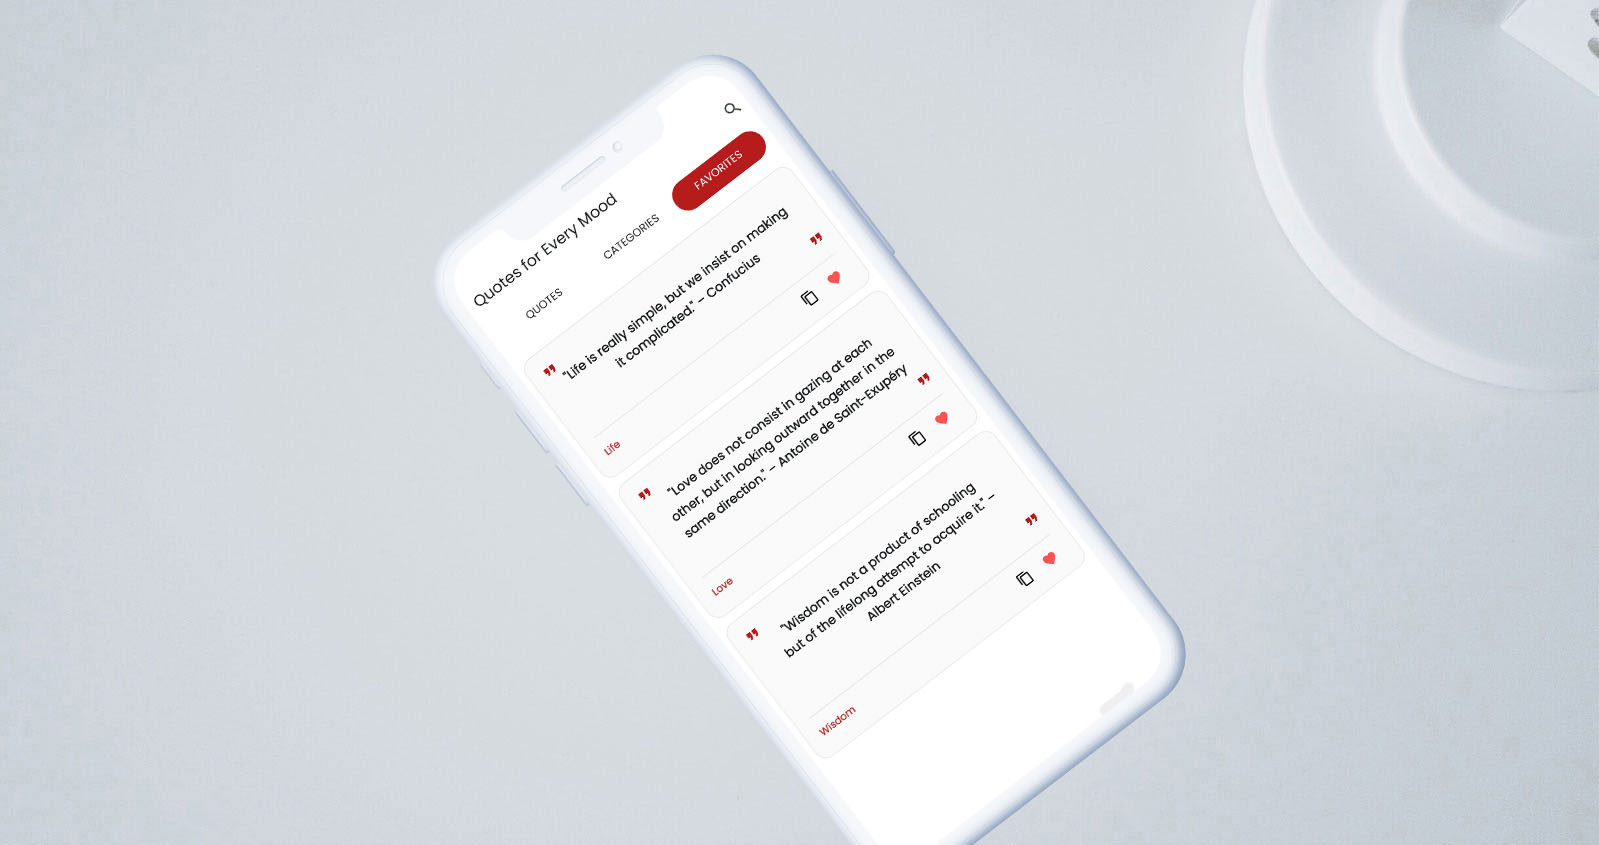 Quotes for Every Mood
QUOTES
CATEGORIES
FAVORITES
"Life is really simple, but we insist on making
it complicated." – Confucius
Life
"Love does not consist in gazing at each
other, but in looking outward together in the
same direction." – Antoine de Saint-Exupéry
Love
"Wisdom is not a product of schooling
but of the lifelong attempt to acquire it." –
Albert Einstein
Wisdom